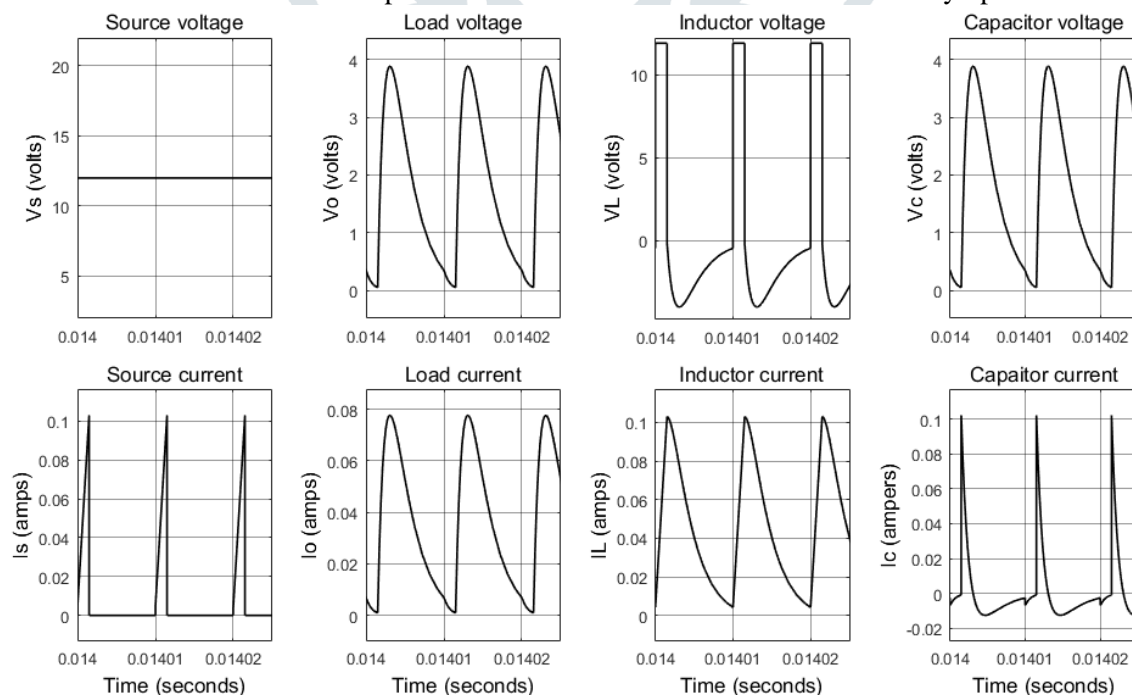 Source voltage Load voltage Inductor voltage Capacitor voltage
20
15
10
5
Vs (volts)
0.014 0.01401 0.01402
4
3
2
1
0
Vo (volts)
0.014 0.01401 0.01402
10
5
0
VL (volts)
0.014 0.01401 0.01402
4
3
2
1
0
Vc (volts)
0.014 0.01401 0.01402
Source current Load current Inductor current Capaitor current
0.1
0.08
0.06
0.04
0.02
0
Is (amps)
0.014 0.01401 0.01402
Time (seconds)
0.08
0.06
0.04
0.02
0
Io (amps)
0.014 0.01401 0.01402
Time (seconds)
0.1
0.08
0.06
0.04
0.02
0
IL (amps)
0.014 0.01401 0.01402
Time (seconds)
0.1
0.08
0.06
0.04
0.02
0
-0.02
Ic (ampers)
0.014 0.01401 0.01402
Time (seconds)